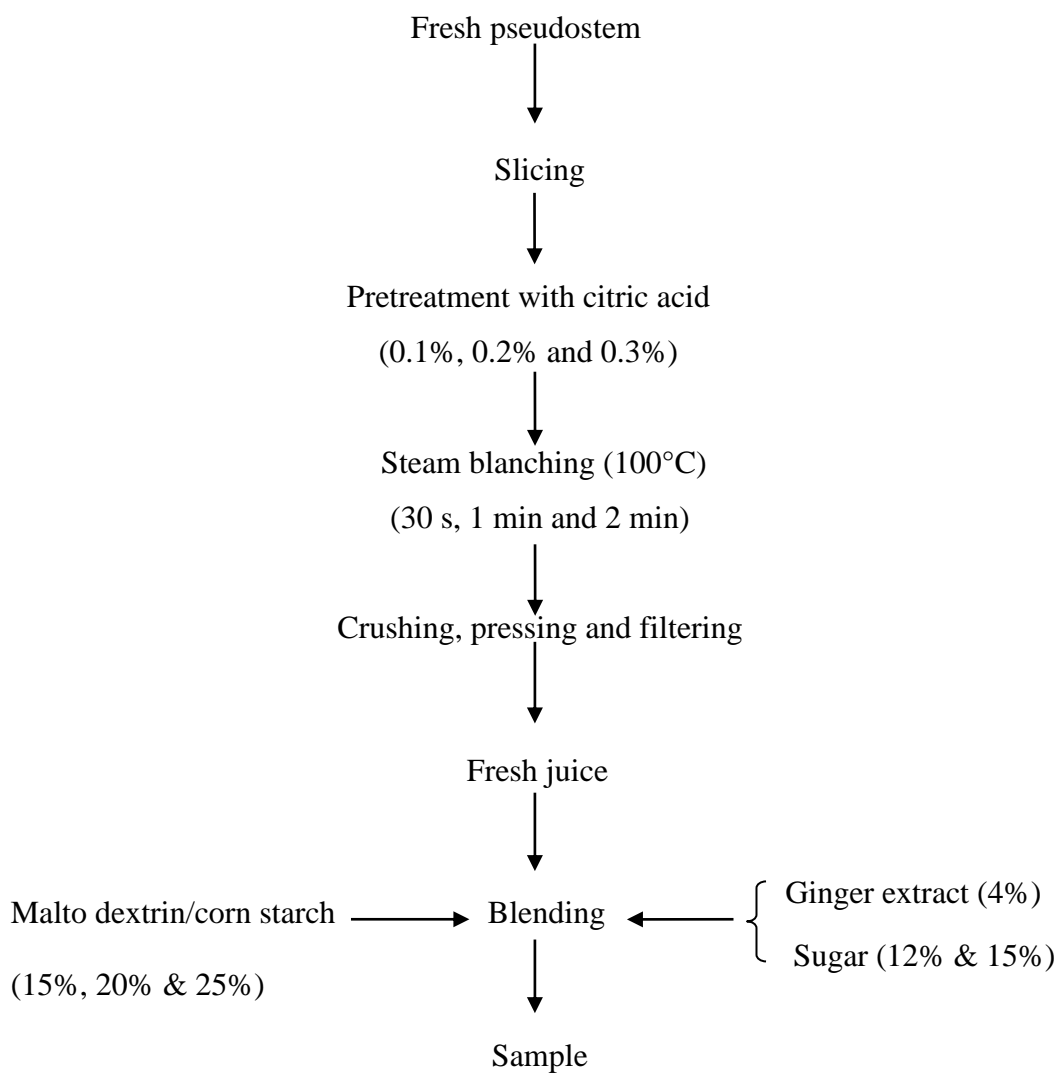 Fresh pseudostem
Slicing
Pretreatment with citric acid
(0.1%, 0.2% and 0.3%)
Steam blanching (100°C)
(30 s, 1 min and 2 min)
Crushing, pressing and filtering
Fresh juice
Malto dextrin/corn starch
(15%, 20% & 25%)
Blending
Ginger extract (4%)
Sugar (12% & 15%)
Sample